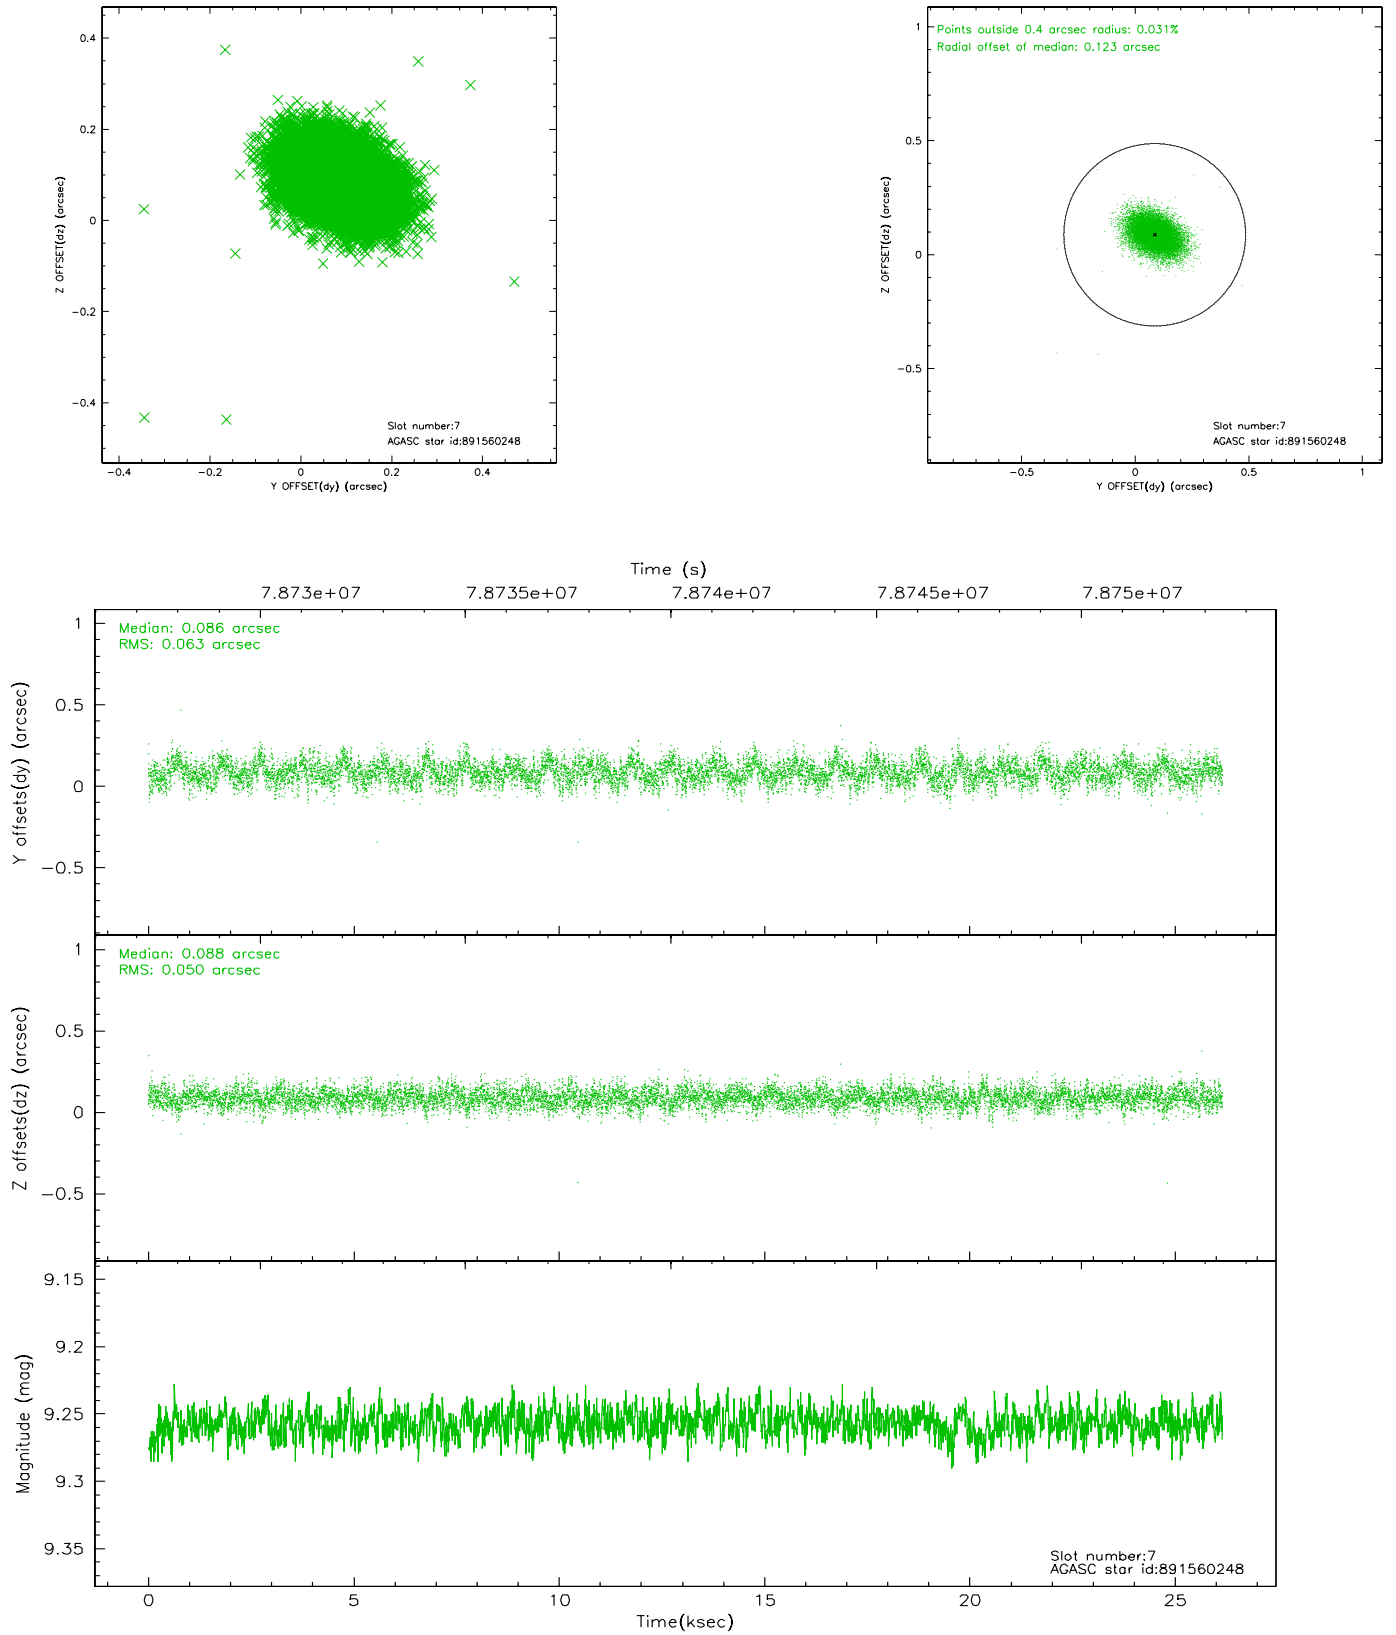 0.4
0.2
0
−0.2
−0.4
Z OFFSET(dz) (arcsec)
Slot number:7
AGASC star id:891560248
−0.4 −0.2 0 0.2 0.4
Y OFFSET(dy) (arcsec)
Points outside 0.4 arcsec radius: 0.031%
Radial offset of median: 0.123 arcsec
1
0.5
0
−0.5
Z OFFSET(dz) (arcsec)
Slot number:7
AGASC star id:891560248
−0.5 0 0.5 1
Y OFFSET(dy) (arcsec)
Time (s)
7.873e+07 7.8735e+07 7.874e+07 7.8745e+07 7.875e+07
Median: 0.086 arcsec
RMS: 0.063 arcsec
1
0.5
0
−0.5
Y offsets(dy) (arcsec)
Median: 0.088 arcsec
RMS: 0.050 arcsec
1
0.5
0
−0.5
Z offsets(dz) (arcsec)
9.15
9.2
9.25
9.3
9.35
Magnitude (mag)
Slot number:7
AGASC star id:891560248
0 5 10 15 20 25
Time(ksec)